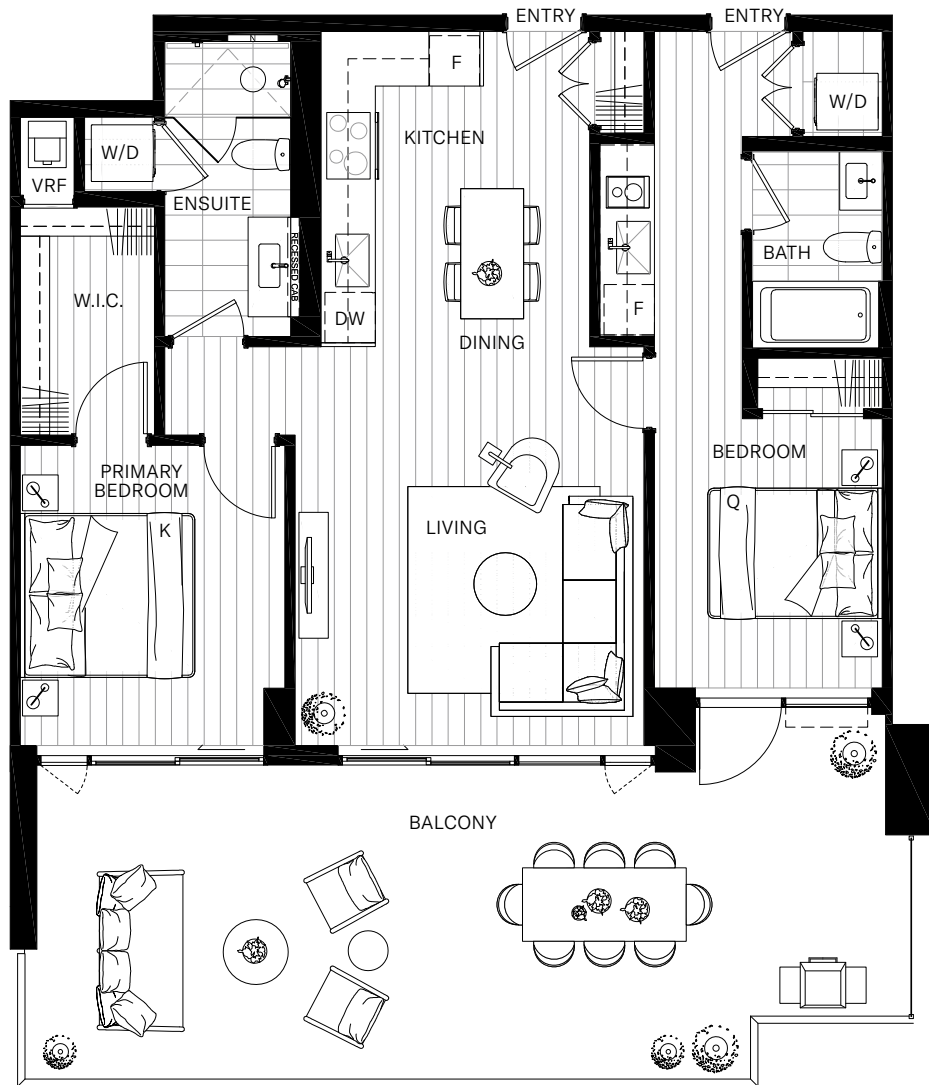 ENTRY
ENTRY
N
F
W/D
KITCHEN
W/D
VRF
ENSUITE
RECESSED CAB
BATH
W.I.C.
DW
F
DINING
BEDROOM
PRIMARY
BEDROOM
K
Q
LIVING
BALCONY